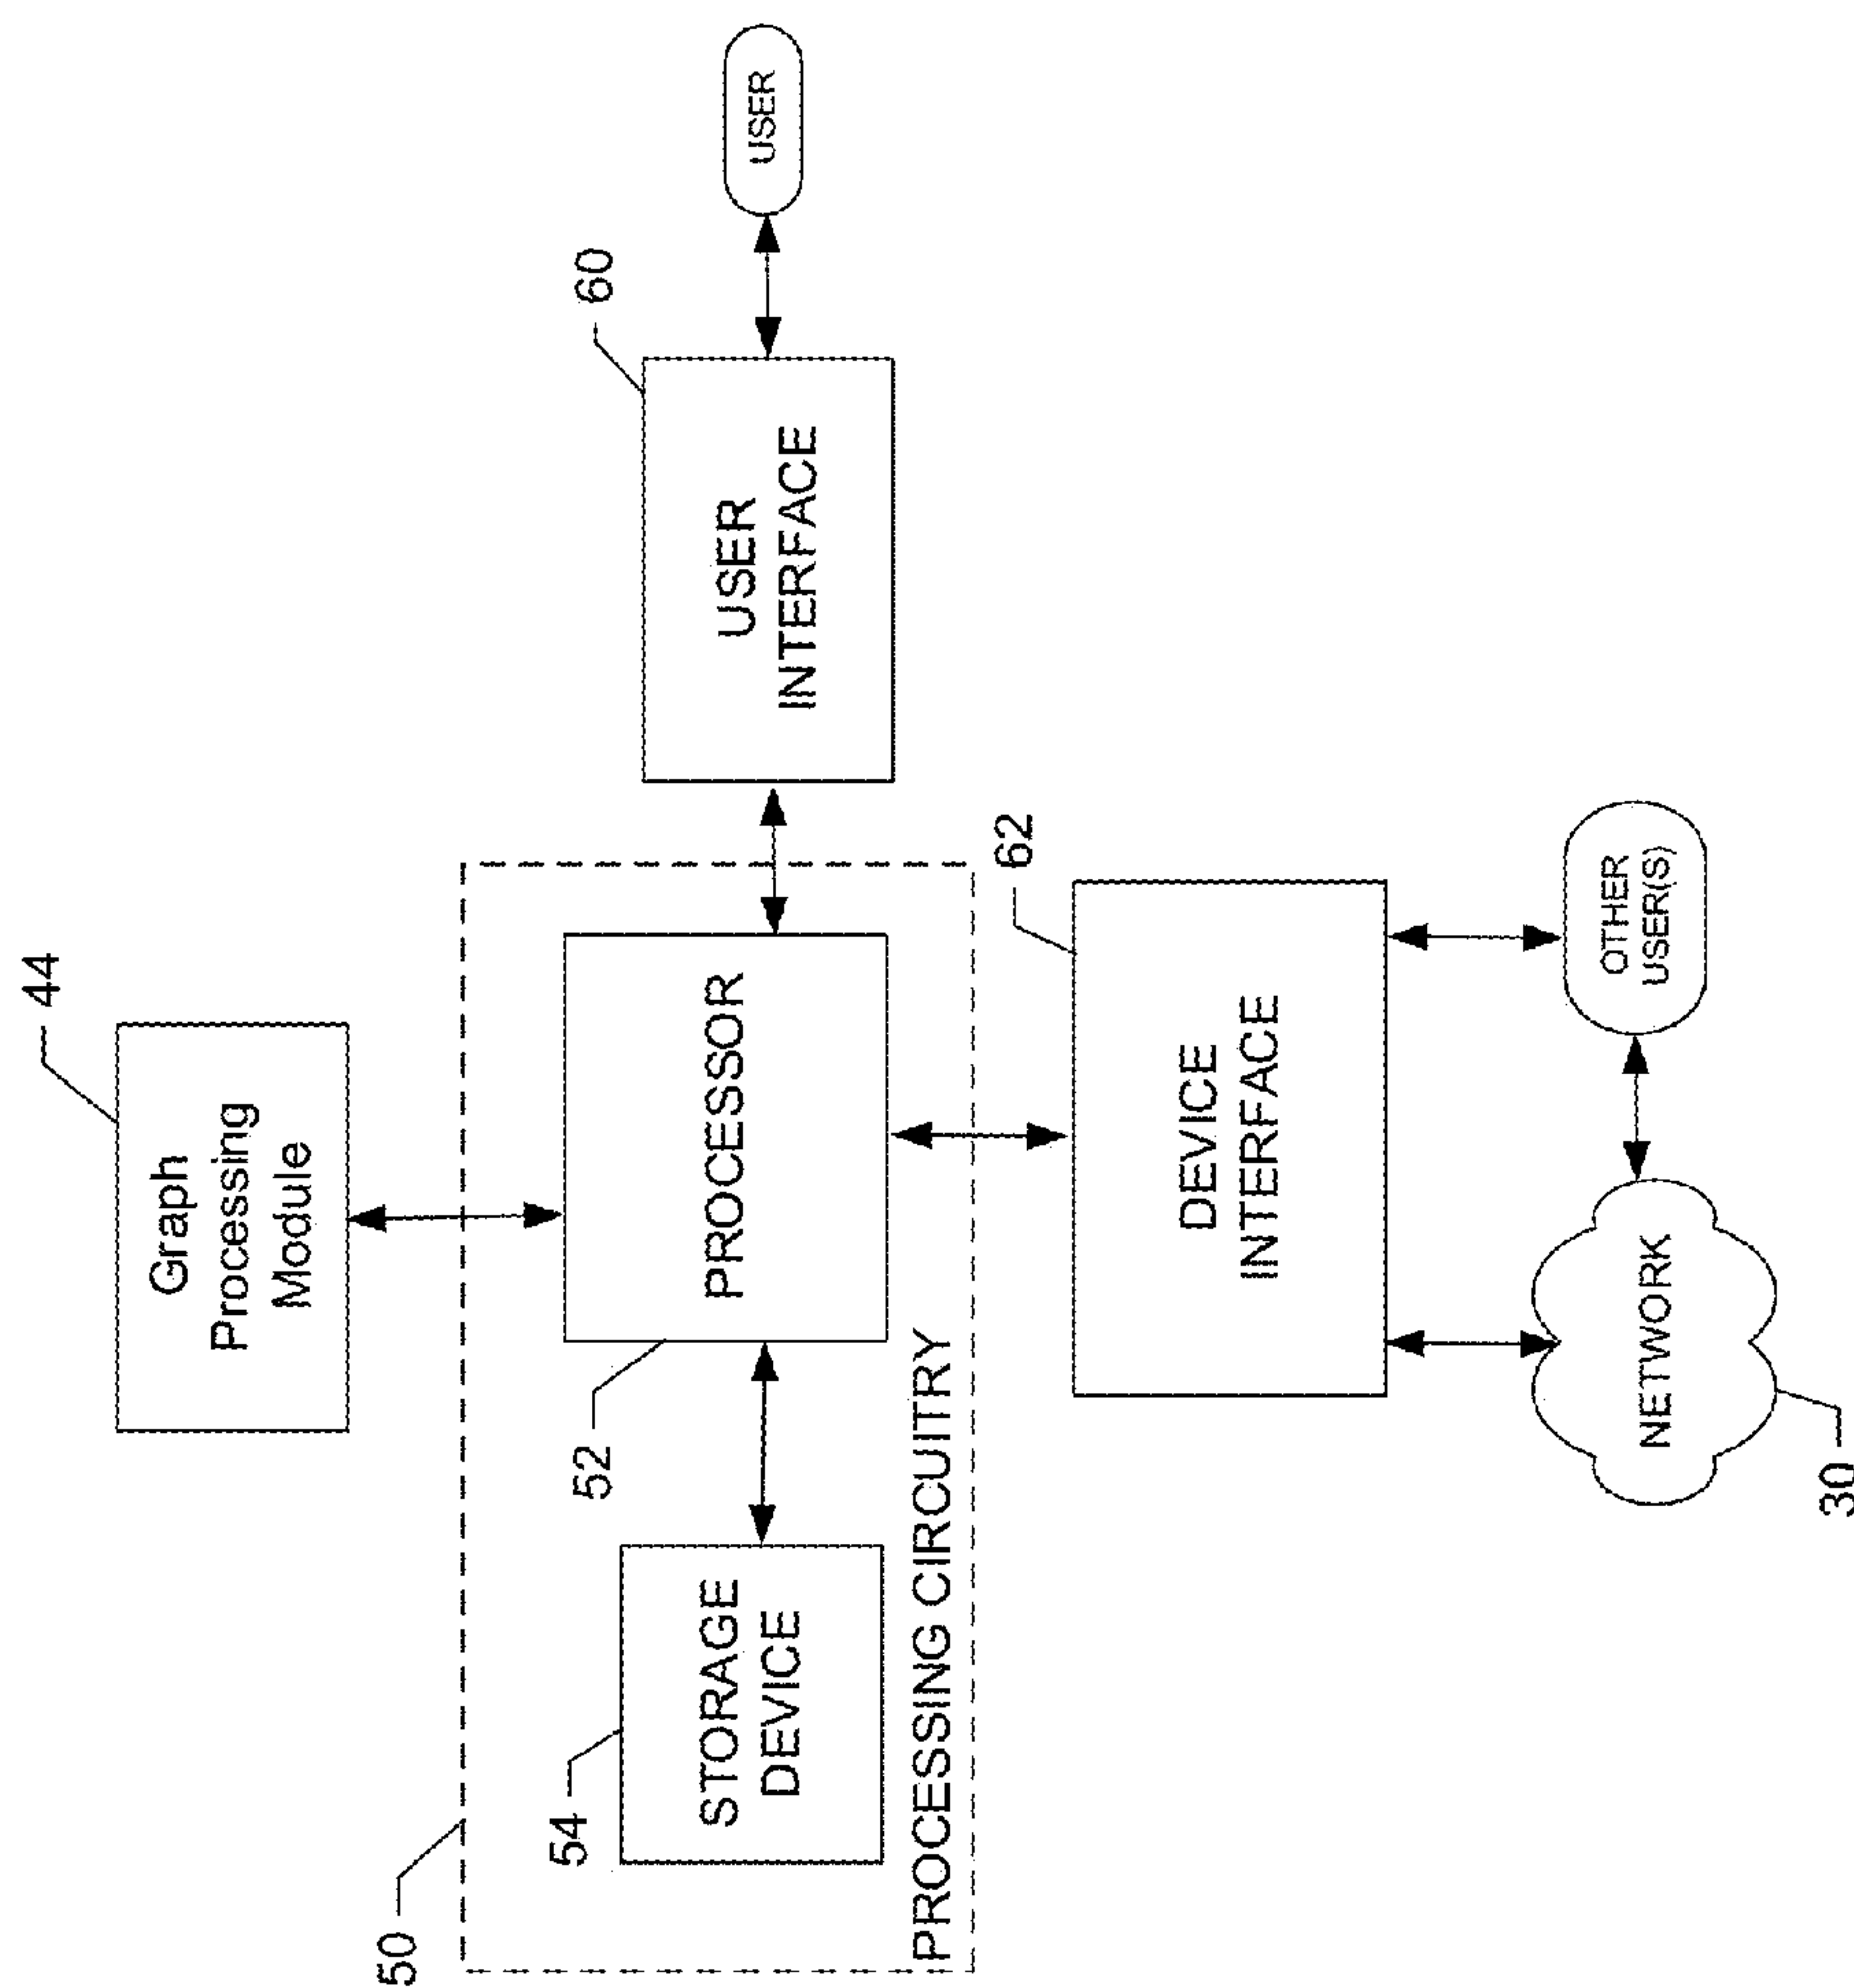 44
Graph
Processing
Module
50
54
STORAGE
DEVICE
52
PROCESSOR
PROCESSING CIRCUITRY
60
USER
INTERFACE
USER
62
DEVICE
INTERFACE
30
NETWORK
OTHER
USER(S)